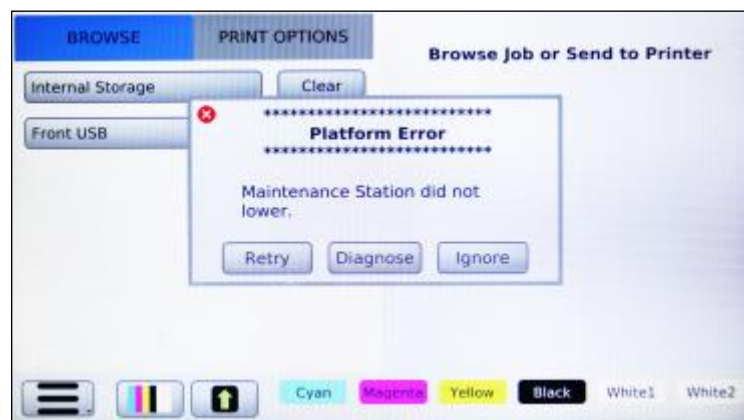 BROWSE
PRINT OPTIONS
Browse Job or Send to Printer
Internal Storage
Clear
Front USB
**************************
Platform Error
**************************
Maintenance Station did not
lower.
Retry
Diagnose
Ignore
Cyan
Magenta
Yellow
Black
White1
White2